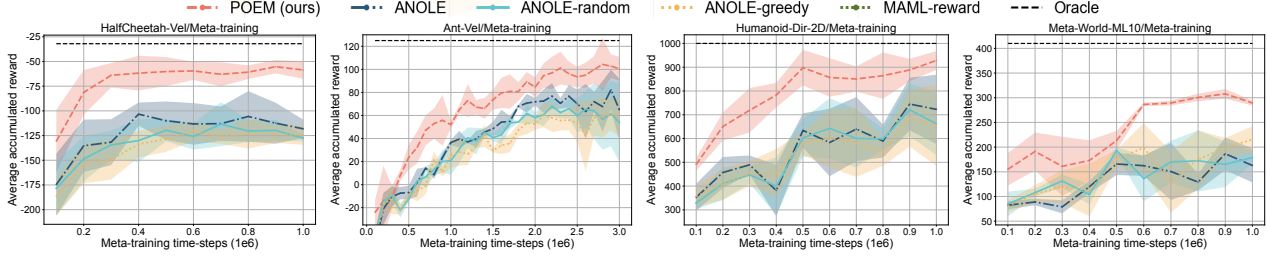 POEM (ours) ANOLE ANOLE-random ANOLE-greedy MAML-reward Oracle
HalfCheetah-Vel/Meta-training
Average accumulated reward
-25
-50
-75
-100
-125
-150
-175
-200
0.2 0.4 0.6 0.8 1.0
Meta-training time-steps (1e6)
Ant-Vel/Meta-training
Average accumulated reward
120
100
80
60
40
20
0
-20
0.0 0.5 1.0 1.5 2.0 2.5 3.0
Meta-training time-steps (1e6)
Humanoid-Dir-2D/Meta-training
Average accumulated reward
1000
900
800
700
600
500
400
300
0.1 0.2 0.3 0.4 0.5 0.6 0.7 0.8 0.9 1.0
Meta-training time-steps (1e6)
Meta-World-ML10/Meta-training
Average accumulated reward
400
350
300
250
200
150
100
50
0.1 0.2 0.3 0.4 0.5 0.6 0.7 0.8 0.9 1.0
Meta-training time-steps (1e6)